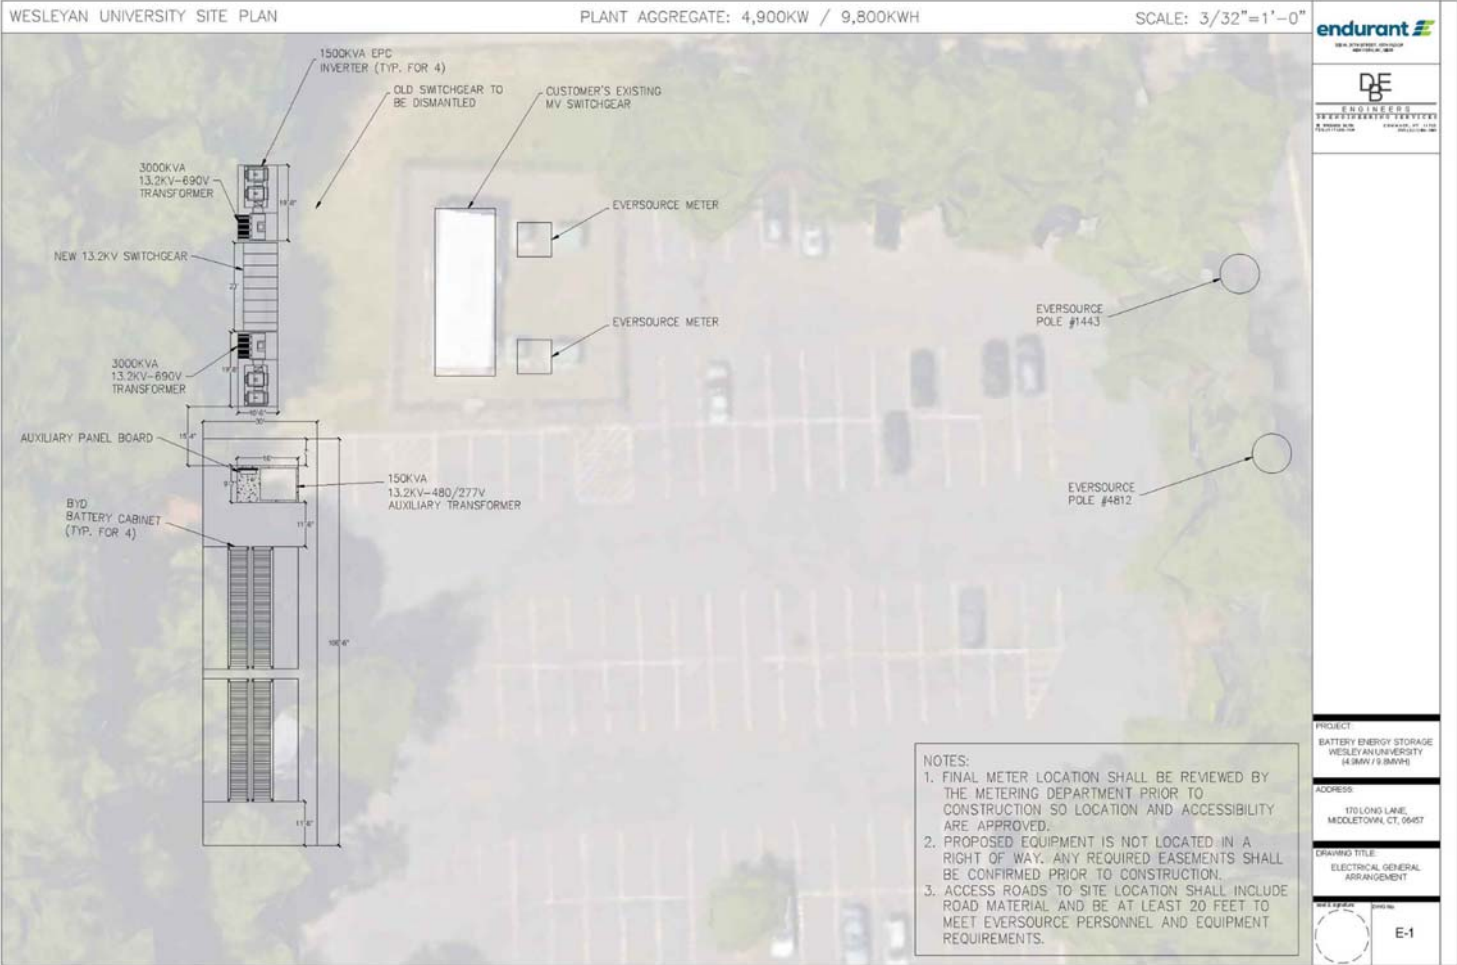 WESLEYAN UNIVERSITY SITE PLAN
PLANT AGGREGATE: 4,900KW / 9,800KWH
SCALE: 3/32"=1'-0"
1500KVA EPC
INVERTER (TYP. FOR 4)
OLD SWITCHGEAR TO
BE DISMANTLED
CUSTOMER'S EXISTING
MV SWITCHGEAR
3000KVA
13.2KV-690V
TRANSFORMER
EVERSOURCE METER
NEW 13.2KV SWITCHGEAR
EVERSOURCE METER
EVERSOURCE
POLE #1443
3000KVA
13.2KV-690V
TRANSFORMER
30'
15'-4"
AUXILIARY PANEL BOARD
150KVA
13.2KV-480/277V
AUXILIARY TRANSFORMER
EVERSOURCE
POLE #4812
BYD
BATTERY CABINET
(TYP. FOR 4)
11'-6"
11'-6"
NOTES:
1. FINAL METER LOCATION SHALL BE REVIEWED BY
THE METERING DEPARTMENT PRIOR TO
CONSTRUCTION SO LOCATION AND ACCESSIBILITY
ARE APPROVED.
2. PROPOSED EQUIPMENT IS NOT LOCATED IN A
RIGHT OF WAY. ANY REQUIRED EASEMENTS SHALL
BE CONFIRMED PRIOR TO CONSTRUCTION.
3. ACCESS ROADS TO SITE LOCATION SHALL INCLUDE
ROAD MATERIAL AND BE AT LEAST 20 FEET TO
MEET EVERSOURCE PERSONNEL AND EQUIPMENT
REQUIREMENTS.
endurant
DBE
ENGINEERS
PROJECT:
BATTERY ENERGY STORAGE
WESLEYAN UNIVERSITY
(4.9MW / 9.8MWH)
ADDRESS:
170 LONG LANE,
MIDDLETOWN, CT, 06457
DRAWING TITLE:
ELECTRICAL GENERAL
ARRANGEMENT
E-1